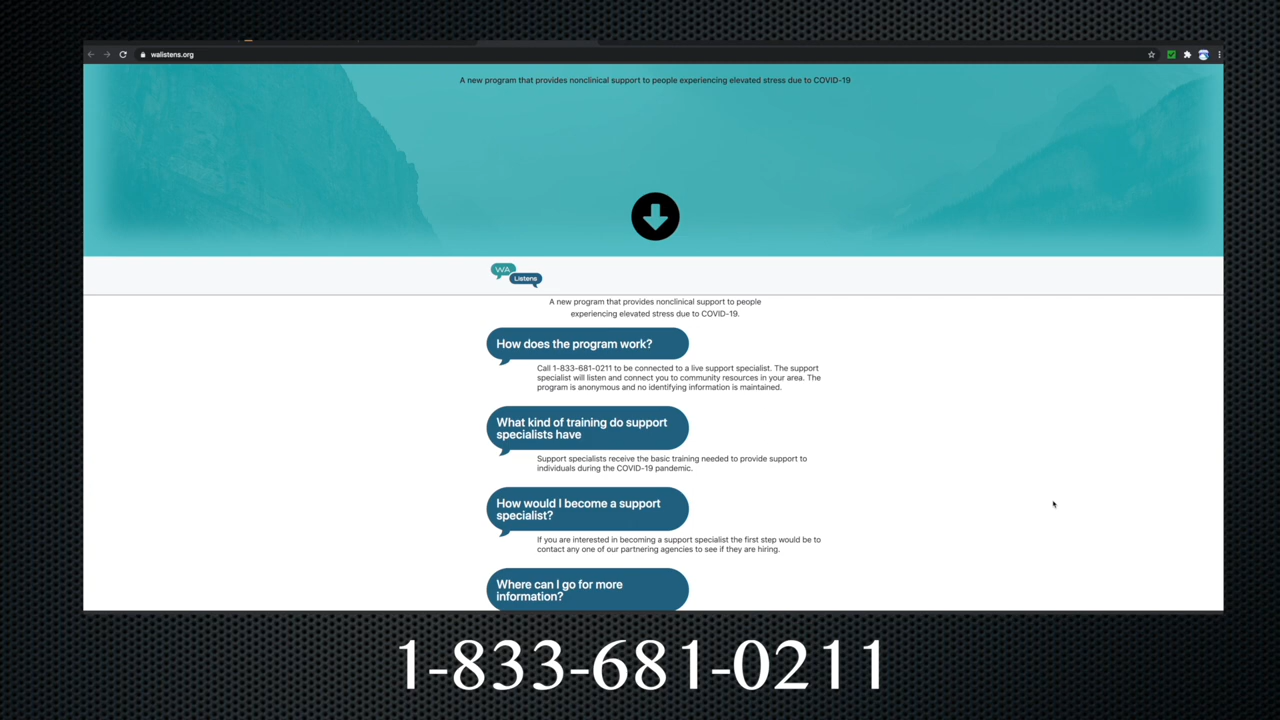 walistens.org
A new program that provides nonclinical support to people experiencing elevated stress due to COVID-19
WA
Listens
A new program that provides nonclinical support to people
experiencing elevated stress due to COVID-19.
How does the program work?
Call 1-833-681-0211 to be connected to a live support specialist. The support
specialist will listen and connect you to community resources in your area. The
program is anonymous and no identifying information is maintained.
What kind of training do support
specialists have
Support specialists receive the basic training needed to provide support to
individuals during the COVID-19 pandemic.
How would I become a support
specialist?
If you are interested in becoming a support specialist the first step would be to
contact any one of our partnering agencies to see if they are hiring.
Where can I go for more
information?
1-833-681-0211